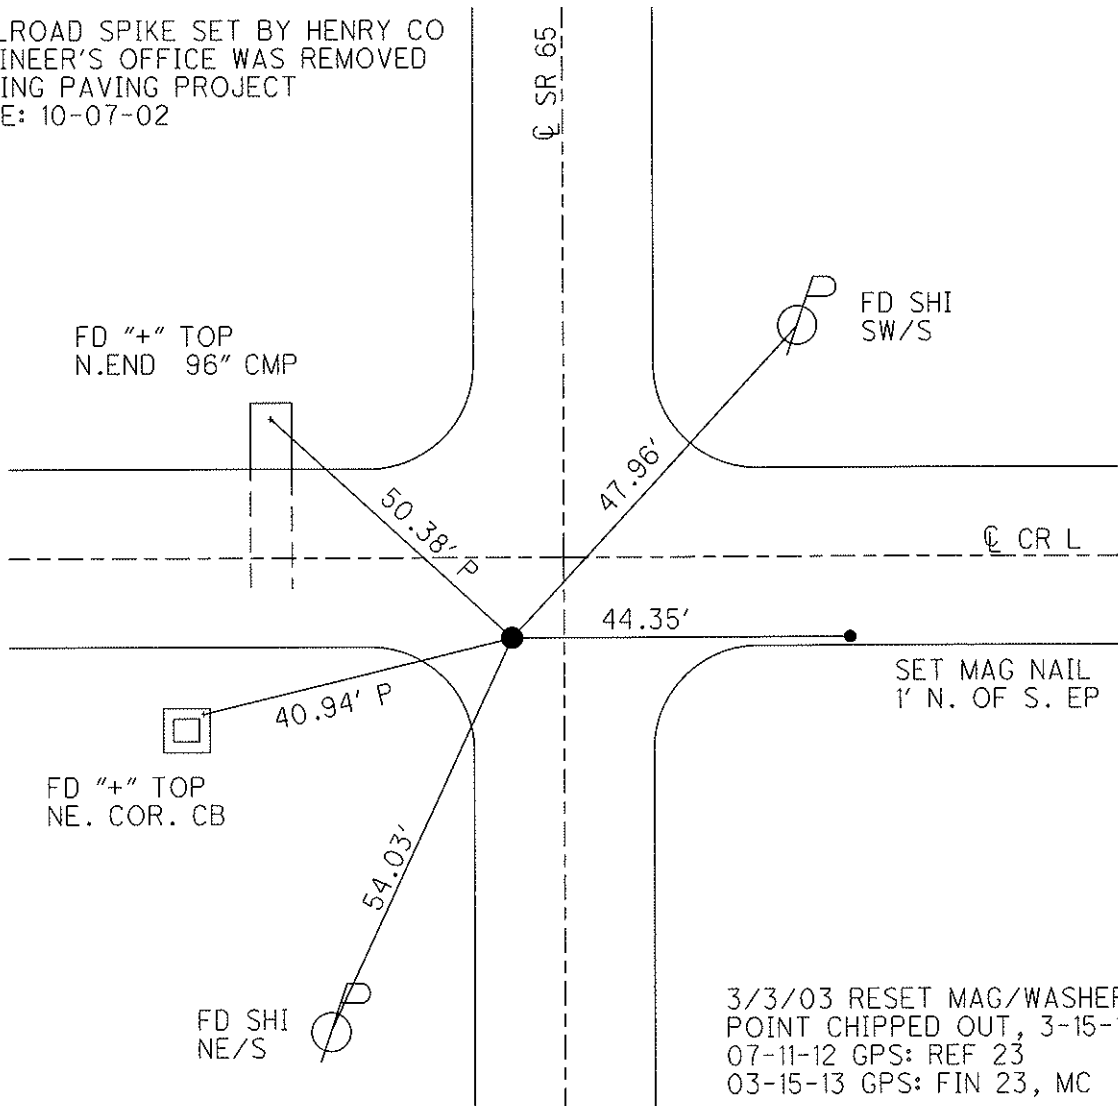 LROAD SPIKE SET BY HENRY CO
INEER'S OFFICE WAS REMOVED
ING PAVING PROJECT
E: 10-07-02
℄ SR 65
FD SHI
SW/S
FD "+" TOP
N.END 96" CMP
47.96'
50.38' P
℄ CR L
44.35'
SET MAG NAIL
1' N. OF S. EP
40.94' P
FD "+" TOP
NE. COR. CB
54.03'
FD SHI
NE/S
3/3/03 RESET MAG/WASHER
POINT CHIPPED OUT, 3-15-
07-11-12 GPS: REF 23
03-15-13 GPS: FIN 23, MC